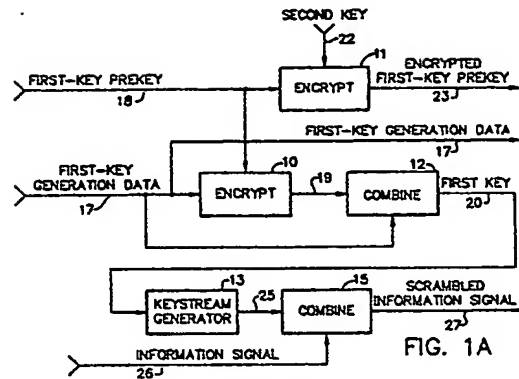 SECOND KEY
22
11
FIRST-KEY PREKEY
18
ENCRYPT
ENCRYPTED
FIRST-KEY PREKEY
23
FIRST-KEY GENERATION DATA
17
FIRST-KEY
GENERATION DATA
17
10
ENCRYPT
19
12
COMBINE
FIRST KEY
20
13
KEYSTREAM
GENERATOR
25
15
COMBINE
SCRAMBLED
INFORMATION SIGNAL
27
INFORMATION SIGNAL
26
FIG. 1A